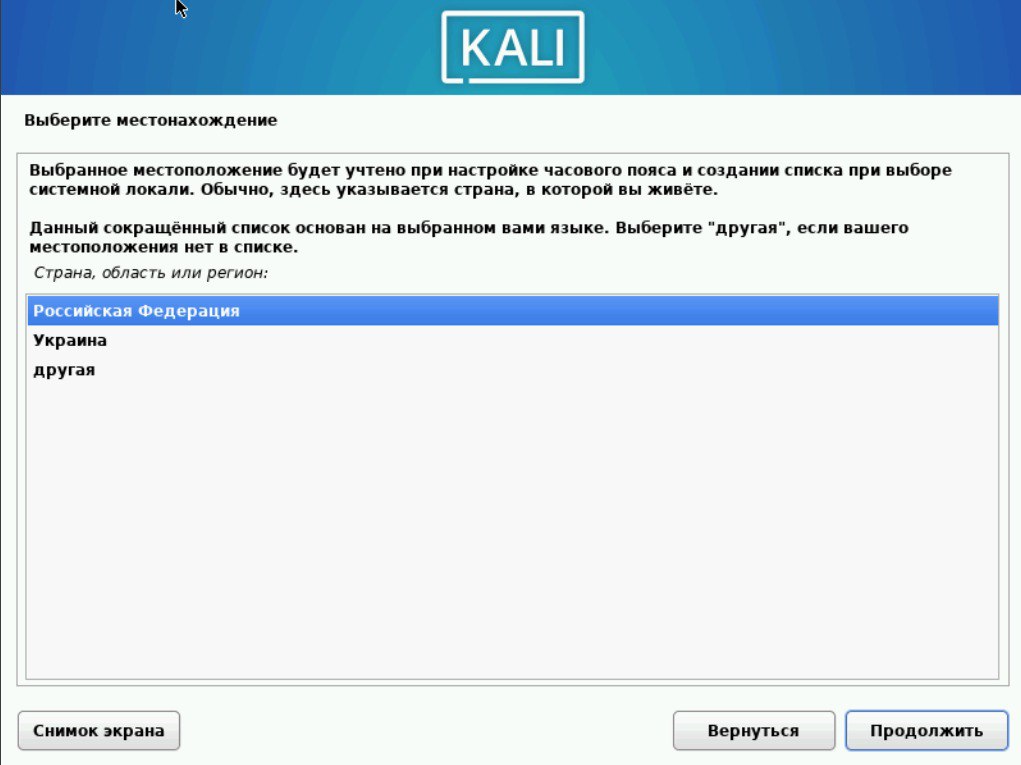 KALI
Выберите местонахождение
Выбранное местоположение будет учтено при настройке часового пояса и создании списка при выборе
системной локали. Обычно, здесь указывается страна, в которой вы живёте.
Данный сокращённый список основан на выбранном вами языке. Выберите "другая", если вашего
местоположения нет в списке.
Страна, область или регион:
Российская Федерация
Украина
другая
Снимок экрана
Вернуться
Продолжить